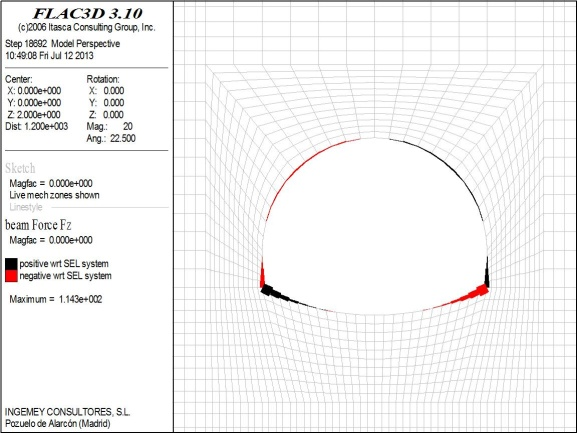 FLAC3D 3.10
(c)2006 Itasca Consulting Group, Inc.
Step 18692 Model Perspective
10:49:08 Fri Jul 12 2013
Center: Rotation:
X: 0.000e+000 X: 0.000
Y: 0.000e+000 Y: 0.000
Z: 2.000e+000 Z: 0.000
Dist: 1.200e+003 Mag.: 20
Ang.: 22.500
Sketch
Magfac = 0.000e+000
Live mech zones shown
Linestyle
beam Force Fz
Magfac = 0.000e+000
positive wrt SEL system
negative wrt SEL system
Maximum = 1.143e+002
INGEMEY CONSULTORES, S.L.
Pozuelo de Alarcón (Madrid)